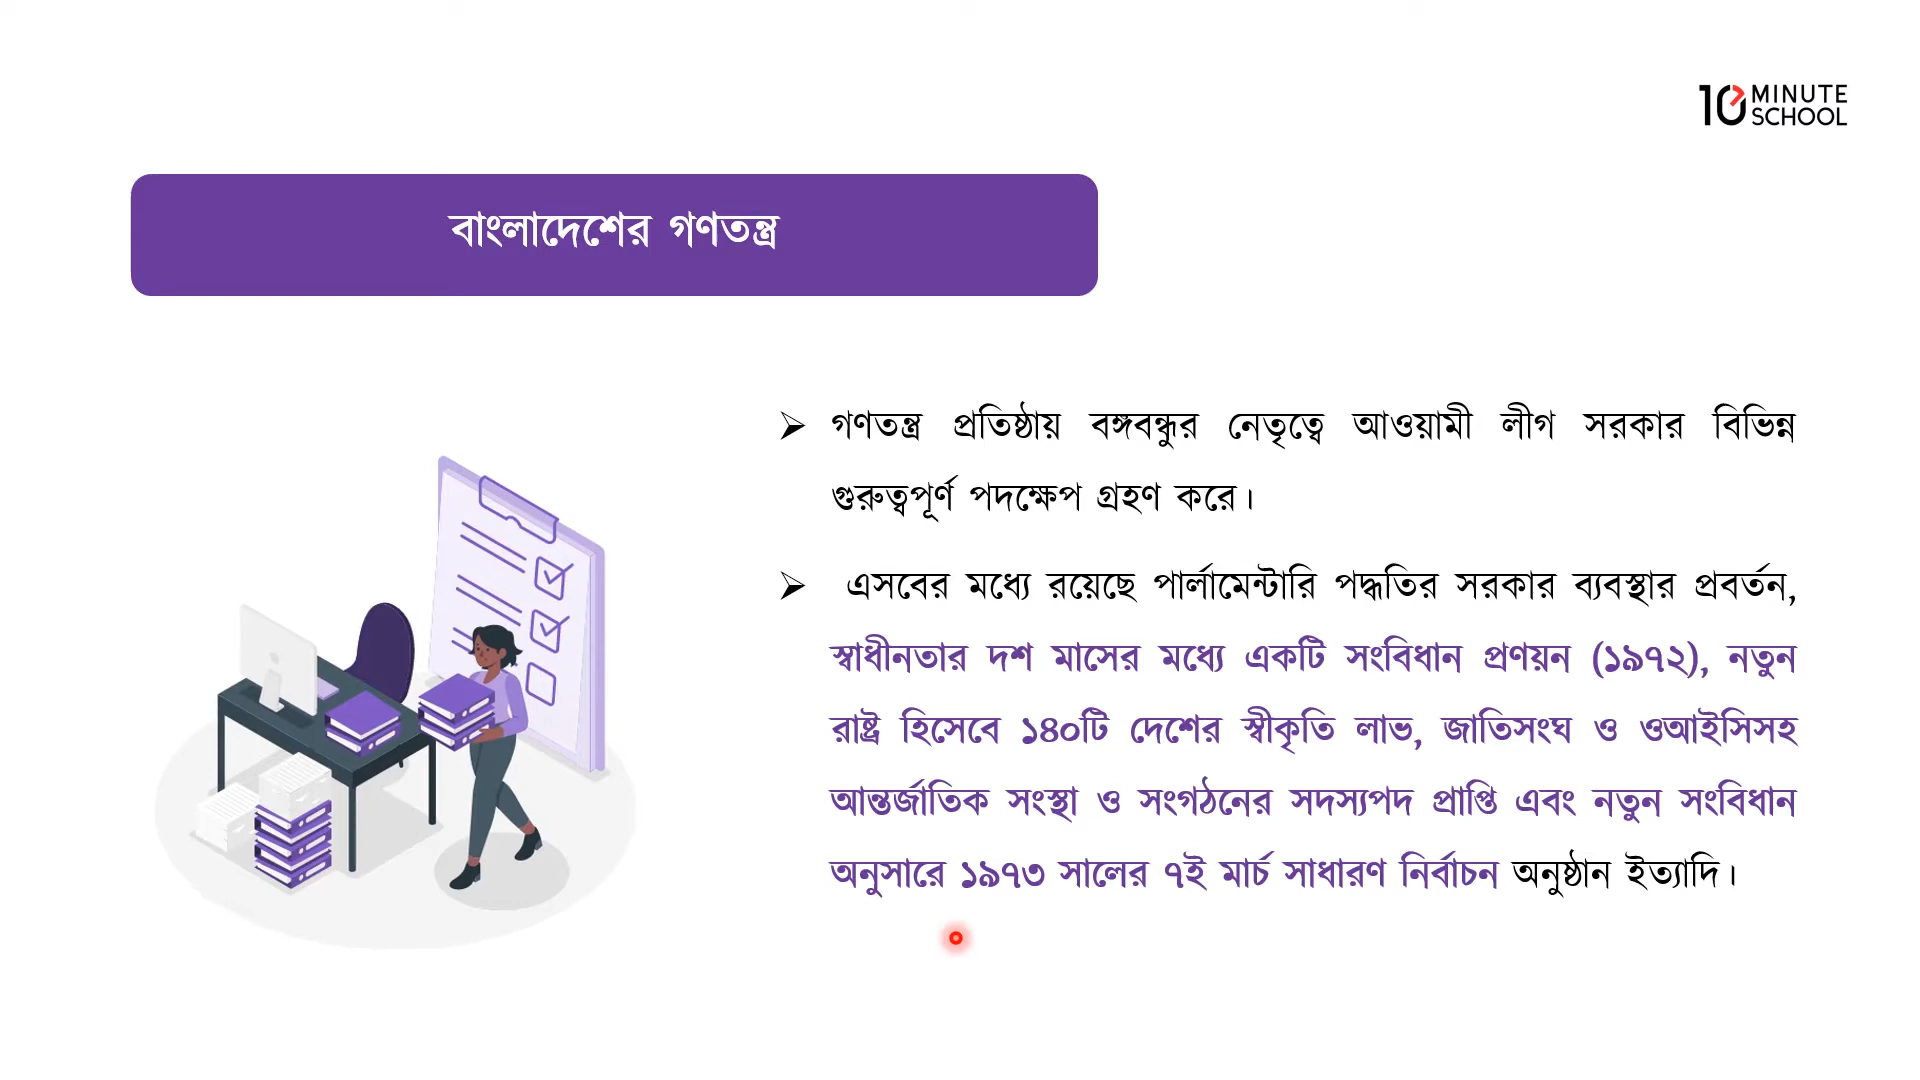 10 MINUTE
SCHOOL
বাংলাদেশের গণতন্ত্র
➢ গণতন্ত্র প্রতিষ্ঠায় বঙ্গবন্ধুর নেতৃত্বে আওয়ামী লীগ সরকার বিভিন্ন
গুরুত্বপূর্ণ পদক্ষেপ গ্রহণ করে।
➢ এসবের মধ্যে রয়েছে পার্লামেন্টারি পদ্ধতির সরকার ব্যবস্থার প্রবর্তন,
স্বাধীনতার দশ মাসের মধ্যে একটি সংবিধান প্রণয়ন (১৯৭২), নতুন
রাষ্ট্র হিসেবে ১৪০টি দেশের স্বীকৃতি লাভ, জাতিসংঘ ও ওআইসিসহ
আন্তর্জাতিক সংস্থা ও সংগঠনের সদস্যপদ প্রাপ্তি এবং নতুন সংবিধান
অনুসারে ১৯৭৩ সালের ৭ই মার্চ সাধারণ নির্বাচন অনুষ্ঠান ইত্যাদি।